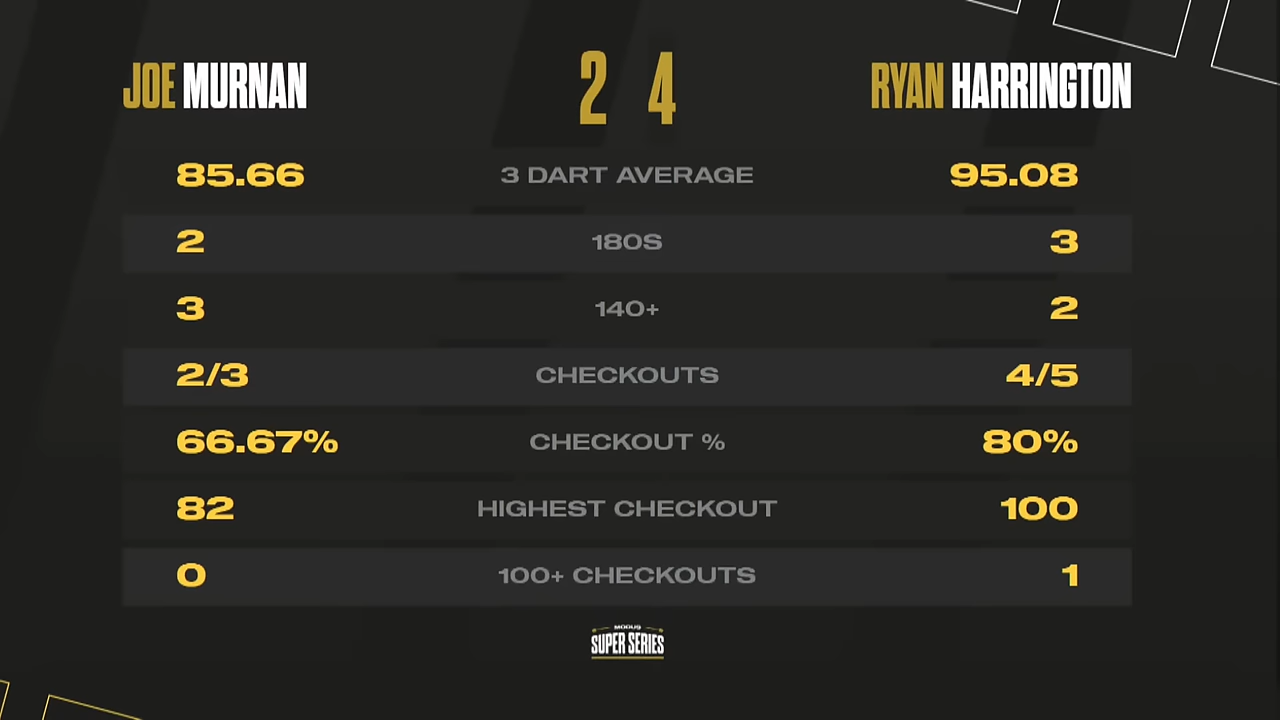 JOE MURNAN 2 4 RYAN HARRINGTON
85.66 3 DART AVERAGE 95.08
2 180S 3
3 140+ 2
2/3 CHECKOUTS 4/5
66.67% CHECKOUT % 80%
82 HIGHEST CHECKOUT 100
0 100+ CHECKOUTS 1
MODUS
SUPER SERIES